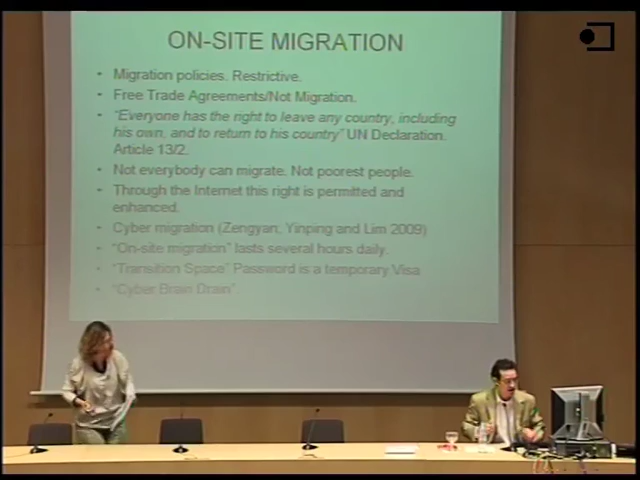 ON-SITE MIGRATION
• Migration policies. Restrictive.
• Free Trade Agreements/Not Migration.
• "Everyone has the right to leave any country, including
his own, and to return to his country" UN Declaration.
Article 13/2.
• Not everybody can migrate. Not poorest people.
• Through the Internet this right is permitted and
enhanced.
• Cyber migration (Zengyan, Yinping and Lim 2009)
• "On-site migration" lasts several hours daily.
• "Transition Space" Password is a temporary Visa
• "Cyber Brain Drain"